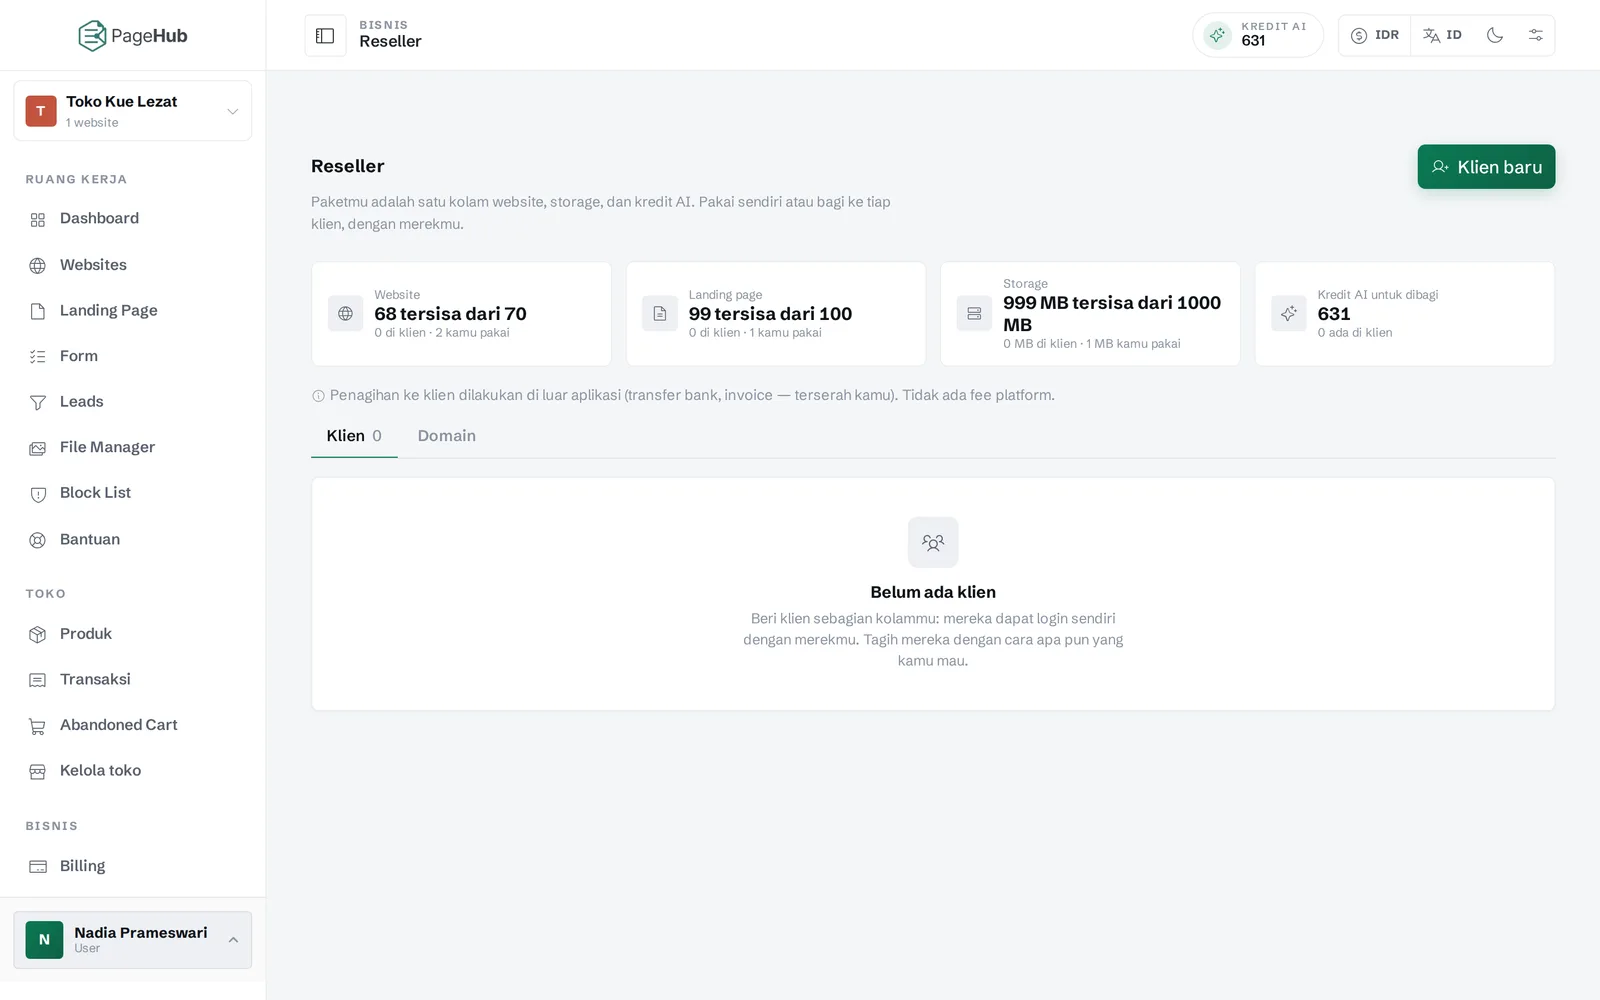 PageHub
BISNIS
Reseller
KREDIT AI
631
IDR
ID
T
Toko Kue Lezat
1 website
RUANG KERJA
Dashboard
Websites
Landing Page
Form
Leads
File Manager
Block List
Bantuan
TOKO
Produk
Transaksi
Abandoned Cart
Kelola toko
BISNIS
Billing
N
Nadia Prameswari
User
Reseller
Klien baru
Paketmu adalah satu kolam website, storage, dan kredit AI. Pakai sendiri atau bagi ke tiap
klien, dengan merekmu.
Website
68 tersisa dari 70
0 di klien · 2 kamu pakai
Landing page
99 tersisa dari 100
0 di klien · 1 kamu pakai
Storage
999 MB tersisa dari 1000
MB
0 MB di klien · 1 MB kamu pakai
Kredit AI untuk dibagi
631
0 ada di klien
Penagihan ke klien dilakukan di luar aplikasi (transfer bank, invoice — terserah kamu). Tidak ada fee platform.
Klien 0
Domain
Belum ada klien
Beri klien sebagian kolammu: mereka dapat login sendiri
dengan merekmu. Tagih mereka dengan cara apa pun yang
kamu mau.